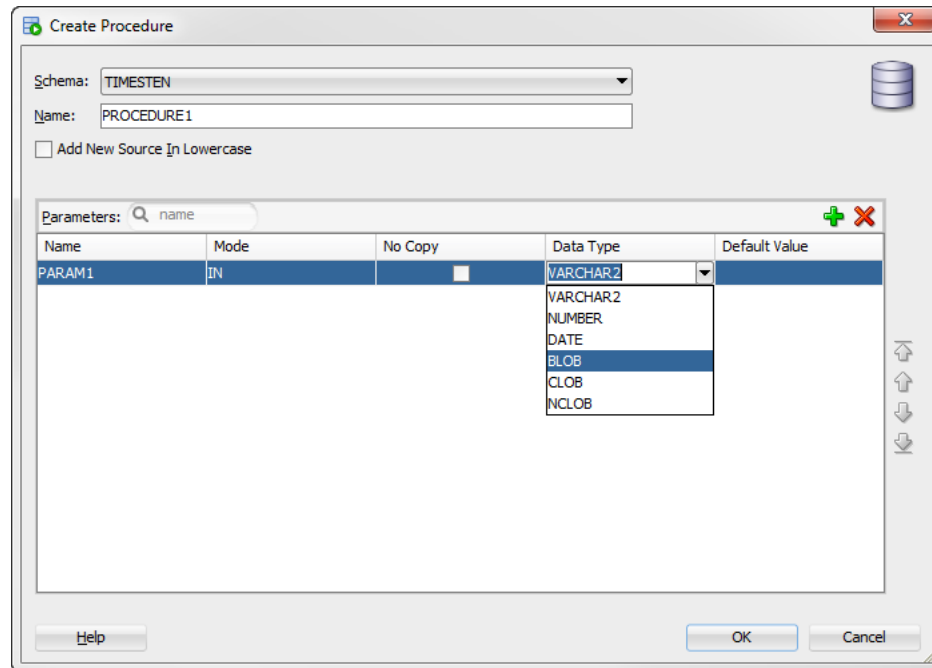 Create Procedure
Schema: TIMESTEN
Name: PROCEDURE1
Add New Source In Lowercase
Parameters: name
Name Mode No Copy Data Type Default Value
PARAM1 IN VARCHAR2
VARCHAR2
NUMBER
DATE
BLOB
CLOB
NCLOB
Help OK Cancel